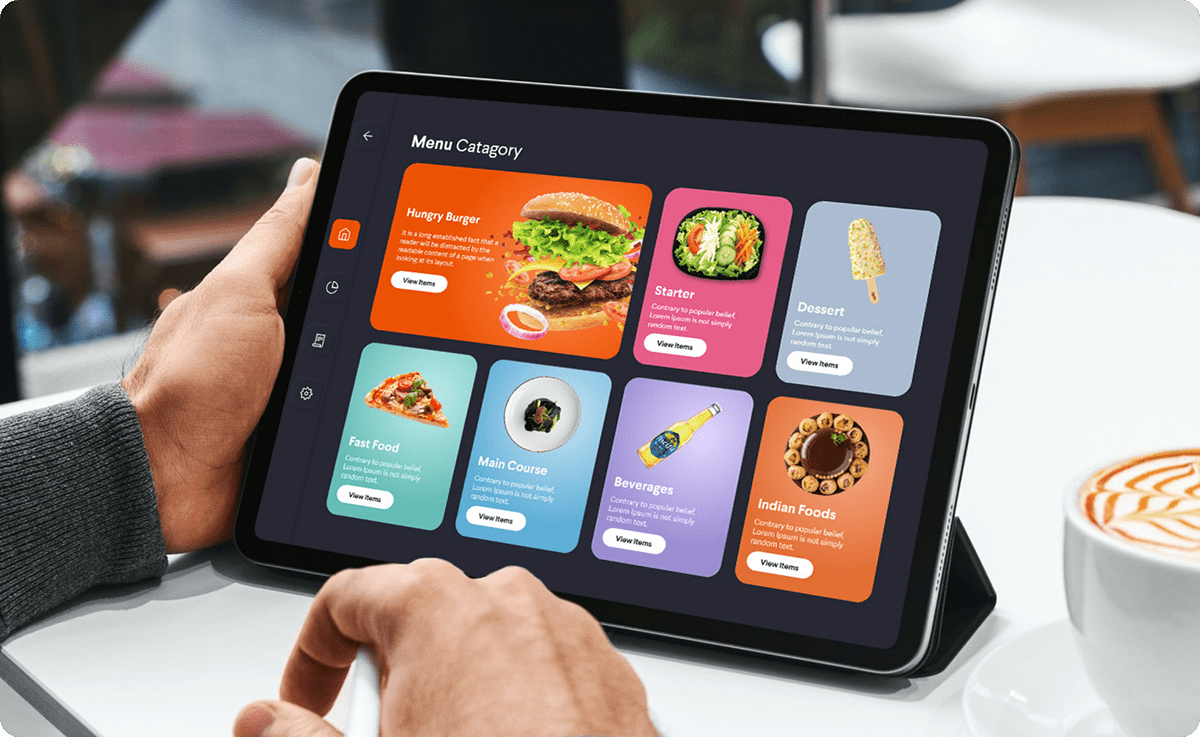 Menu Catagory
Hungry Burger
It is a long established fact that a
reader will be distracted by the
readable content of a page when
looking at its layout.
View Items
Starter
Contrary to popular belief,
Lorem Ipsum is not simply
random text.
View Items
Dessert
Contrary to popular belief,
Lorem Ipsum is not simply
random text.
View Items
Fast Food
Contrary to popular belief,
Lorem Ipsum is not simply
random text.
View Items
Main Course
Contrary to popular belief,
Lorem Ipsum is not simply
random text.
View Items
Beverages
Contrary to popular belief,
Lorem Ipsum is not simply
random text.
View Items
Indian Foods
Contrary to popular belief,
Lorem Ipsum is not simply
random text.
View Items